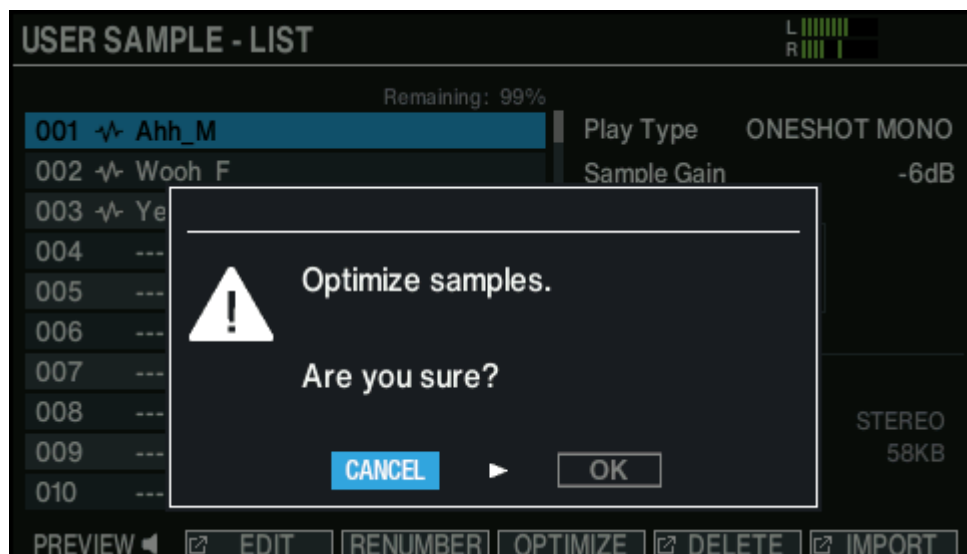 USER SAMPLE - LIST
L
R
Remaining: 99%
001 Ahh_M
Play Type ONESHOT MONO
002 Wooh F
Sample Gain -6dB
003 Ye
004 ---
005 ---
006 ---
007 ---
008 ---
009 ---
010 ---
Optimize samples.
Are you sure?
CANCEL OK
STEREO
58KB
PREVIEW EDIT RENUMBER OPTIMIZE DELETE IMPORT